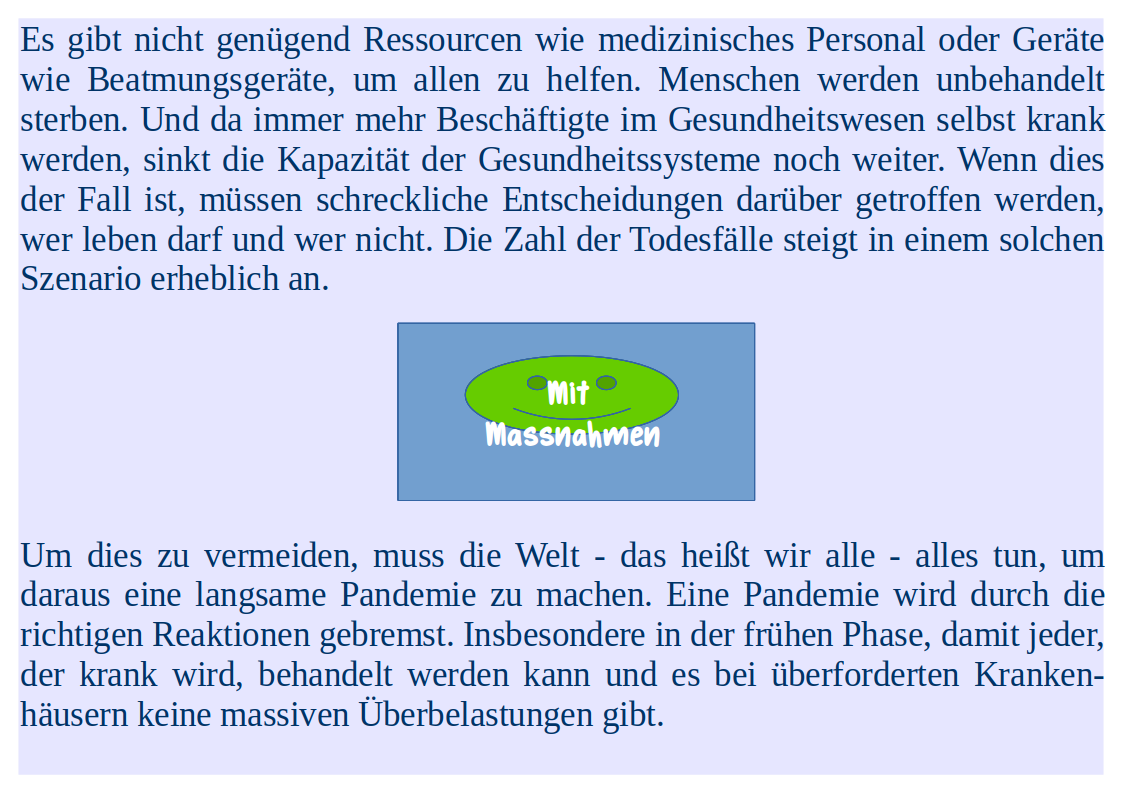 Es gibt nicht genügend Ressourcen wie medizinisches Personal oder Geräte
wie Beatmungsgeräte, um allen zu helfen. Menschen werden unbehandelt
sterben. Und da immer mehr Beschäftigte im Gesundheitswesen selbst krank
werden, sinkt die Kapazität der Gesundheitssysteme noch weiter. Wenn dies
der Fall ist, müssen schreckliche Entscheidungen darüber getroffen werden,
wer leben darf und wer nicht. Die Zahl der Todesfälle steigt in einem solchen
Szenario erheblich an.
Mit
Massnahmen
Um dies zu vermeiden, muss die Welt - das heißt wir alle - alles tun, um
daraus eine langsame Pandemie zu machen. Eine Pandemie wird durch die
richtigen Reaktionen gebremst. Insbesondere in der frühen Phase, damit jeder,
der krank wird, behandelt werden kann und es bei überforderten Kranken-
häusern keine massiven Überbelastungen gibt.